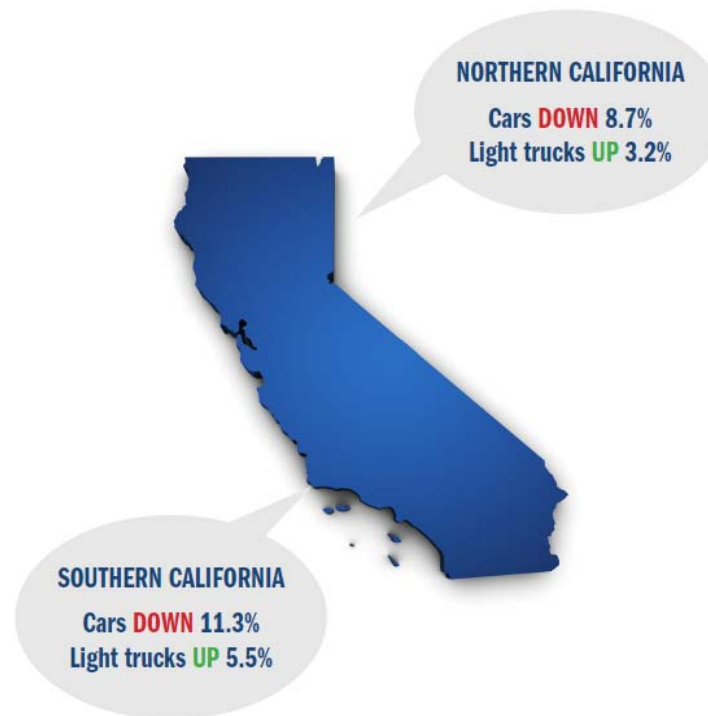 NORTHERN CALIFORNIA
Cars DOWN 8.7%
Light trucks UP 3.2%
SOUTHERN CALIFORNIA
Cars DOWN 11.3%
Light trucks UP 5.5%